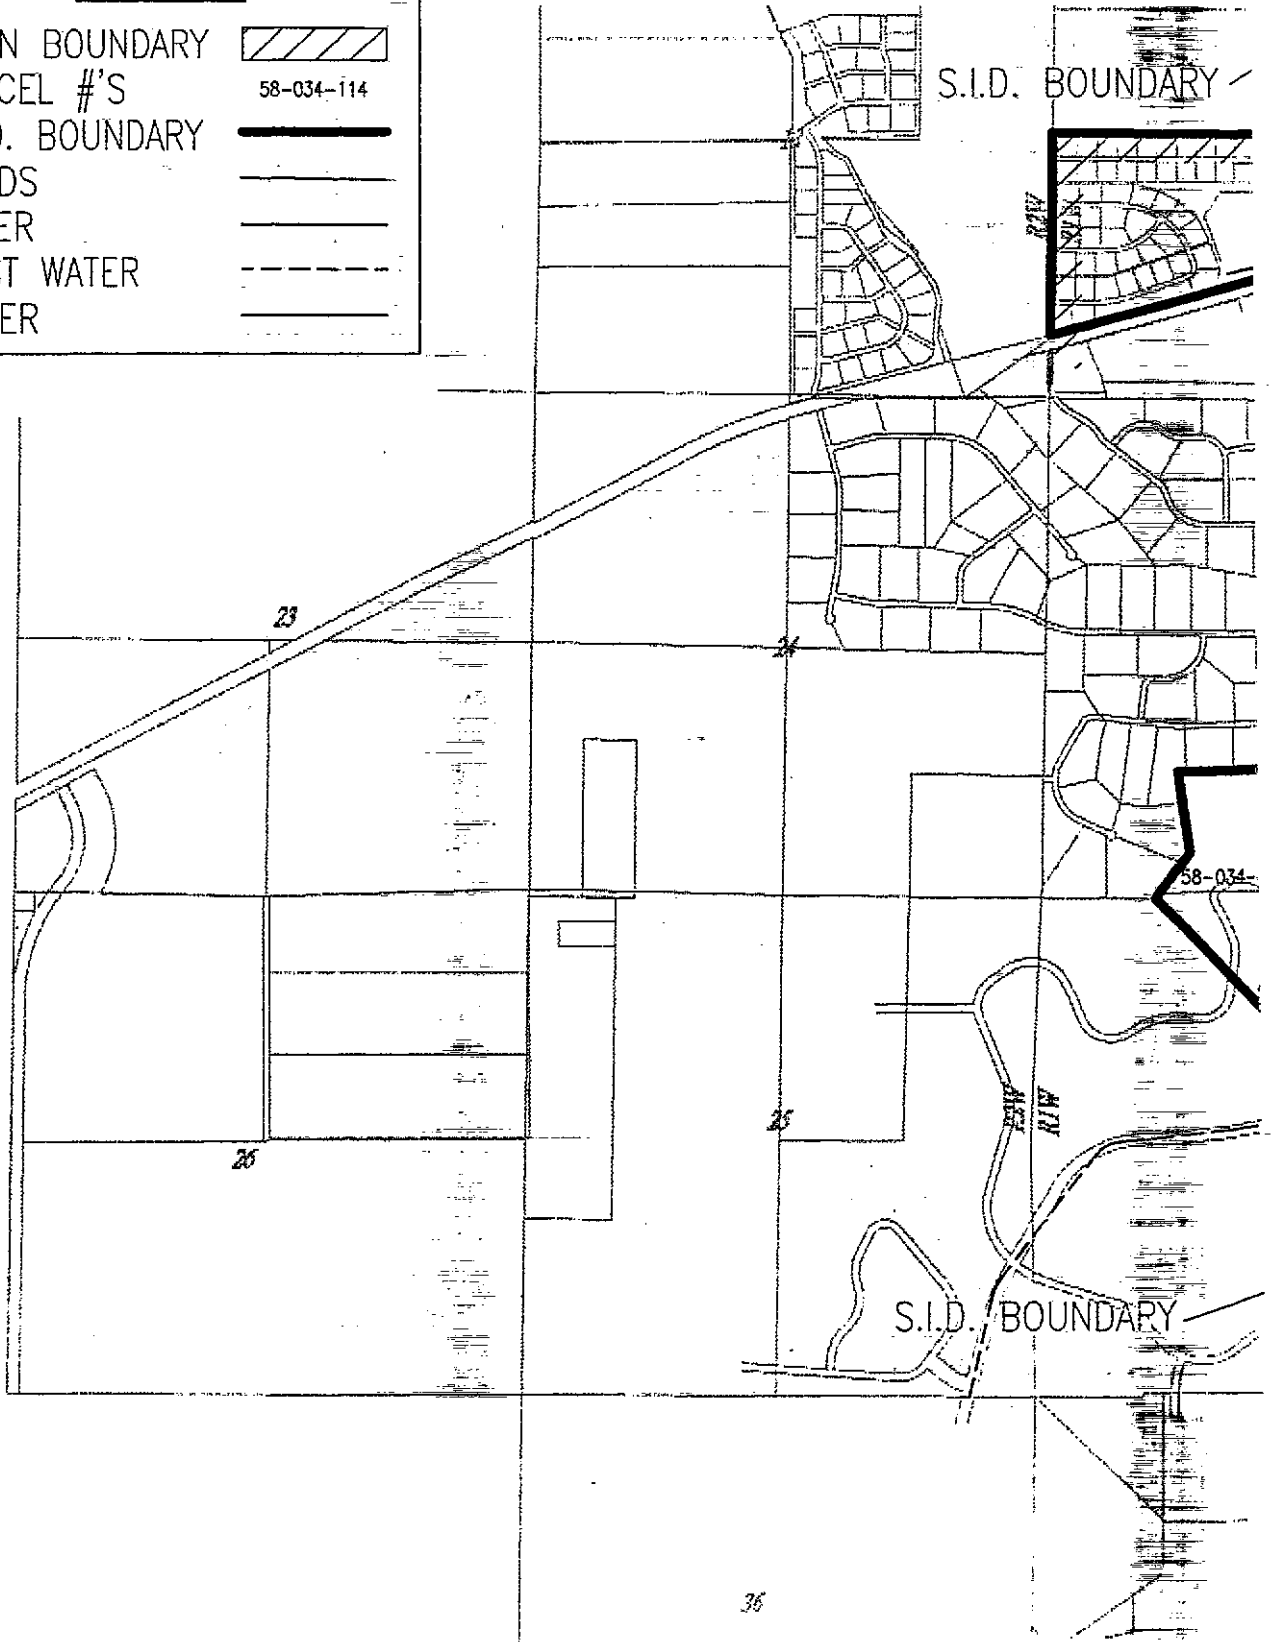 N BOUNDARY
CEL #'S 58-034-114
D. BOUNDARY
DS
ER
CT WATER
ER
S.I.D. BOUNDARY
R2W
R1W
23
24
58-034-
25
R1W
26
S.I.D. BOUNDARY
36